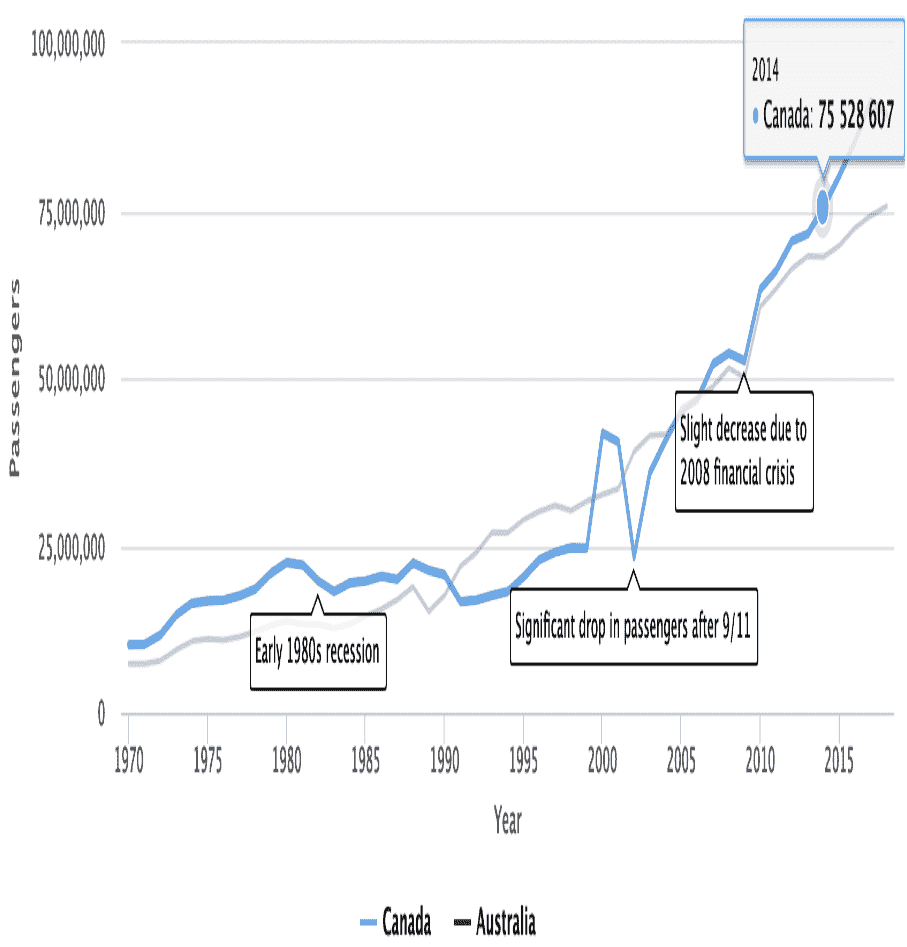 100,000,000
2014
Canada: 75 528 607
75,000,000
Passengers
50,000,000
Slight decrease due to
2008 financial crisis
25,000,000
Significant drop in passengers after 9/11
Early 1980s recession
0
1970 1975 1980 1985 1990 1995 2000 2005 2010 2015
Year
Canada Australia